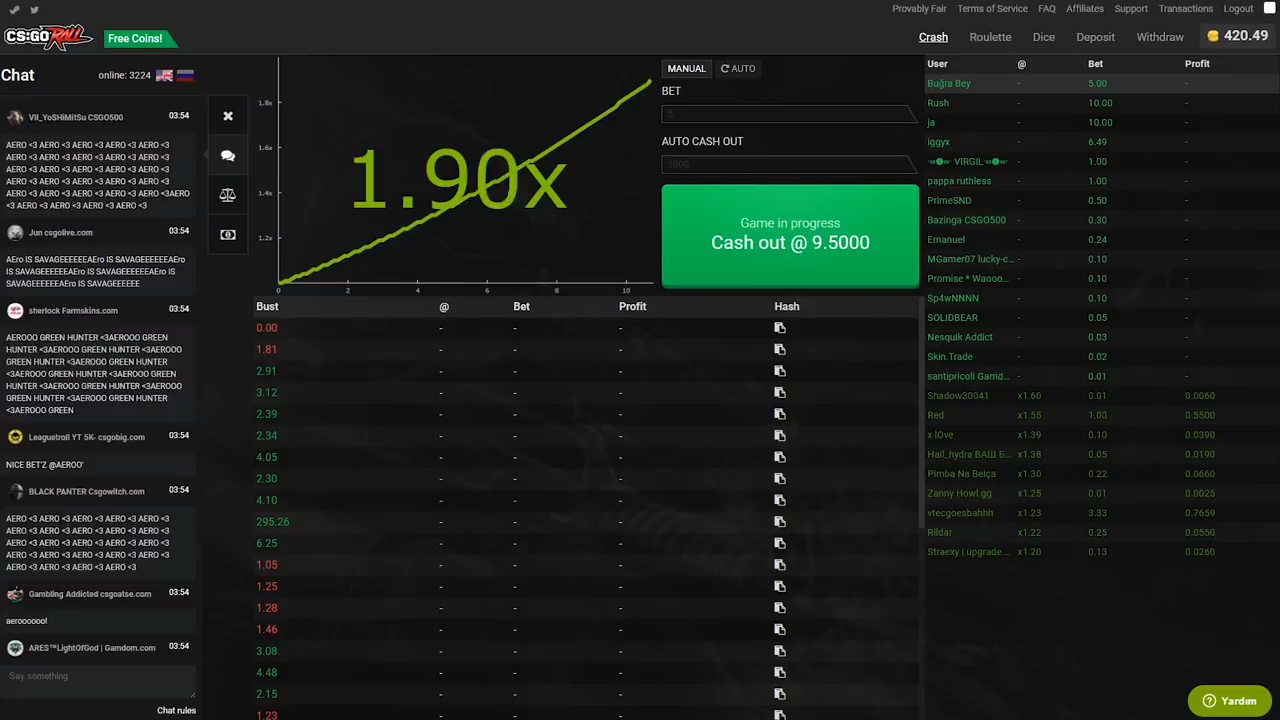 Provably Fair Terms of Service FAQ Affiliates Support Transactions Logout
CS:GO
Free Coins!
Crash Roulette Dice Deposit Withdraw 420.49
Chat
online: 3224
VII_YoSHiMitSu CSGO500 03:54
AERO <3 AERO <3 AERO <3 AERO <3
AERO <3 AERO <3 AERO <3 AERO <3
AERO <3 AERO <3 AERO <3 AERO <3
AERO <3 AERO <3 AERO <3 AERO <3
AERO <3 AERO <3 AERO <3 AERO <3AERO
<3 AERO <3 AERO <3 AERO <3
Jun csgolive.com 03:54
AEro IS SAVAGEEEEEEAEro IS SAVAGEEEEEEAEro
IS SAVAGEEEEEEAEro IS SAVAGEEEEEEAEro IS
SAVAGEEEEEEAEro IS SAVAGEEEEEE
sherlock Farmskins.com 03:54
AEROOO GREEN HUNTER <3AEROOO GREEN
HUNTER <3AEROOO GREEN HUNTER <3AEROOO
GREEN HUNTER <3AEROOO GREEN HUNTER
<3AEROOO GREEN HUNTER <3AEROOO GREEN
HUNTER <3AEROOO GREEN HUNTER <3AEROOO
GREEN HUNTER <3AEROOO GREEN HUNTER
<3AEROOO GREEN
Leaguetroll YT 5K- csgobig.com 03:54
NICE BET'Z @AEROO'
BLACK PANTER Csgowitch.com 03:54
AERO <3 AERO <3 AERO <3 AERO <3
AERO <3 AERO <3 AERO <3 AERO <3
AERO <3 AERO <3 AERO <3 AERO <3
AERO <3 AERO <3 AERO <3 AERO <3
AERO <3 AERO <3 AERO <3
Gambling Addicted csgoatse.com 03:54
aeroooooo!
ARES™LightOfGod | Gamdom.com 03:54
Say something
Chat rules
1.8x
1.6x
1.4x
1.2x
1.90x
0 2 4 6 8 10
MANUAL AUTO
BET
5
AUTO CASH OUT
Game in progress
Cash out @ 9.5000
Bust @ Bet Profit Hash
0.00 - - -
1.81 - - -
2.91 - - -
3.12 - - -
2.39 - - -
2.34 - - -
4.05 - - -
2.30 - - -
4.10 - - -
295.26 - - -
6.25 - - -
1.05 - - -
1.25 - - -
1.28 - - -
1.46 - - -
3.08 - - -
4.48 - - -
2.15 - - -
1.23 - - -
User @ Bet Profit
Buğra Bey - 5.00 -
Rush - 10.00 -
ja - 10.00 -
iggyx - 6.49 -
VIRGIL - 1.00 -
pappa ruthless - 1.00 -
PrimeSND - 0.50 -
Bazinga CSGO500 - 0.30 -
Emanuel - 0.24 -
MGamer07 lucky-c... - 0.10 -
Promise * Waooo... - 0.10 -
Sp4wNNNN - 0.10 -
SOLIDBEAR - 0.05 -
Nesquik Addict - 0.03 -
Skin.Trade - 0.02 -
santipricoli Gamd... - 0.01 -
Shadow30041 x1.60 0.01 0.0060
Red x1.55 1.00 0.5500
x lOve x1.39 0.10 0.0390
Hail_hydra ВАШ Б... x1.38 0.05 0.0190
Pimba Na Beiça x1.30 0.22 0.0660
Zanny Howl.gg x1.25 0.01 0.0025
vtecgoesbahhh x1.23 3.33 0.7659
Rildar x1.22 0.25 0.0550
Straexy | upgrade... x1.20 0.13 0.0260
Yardım